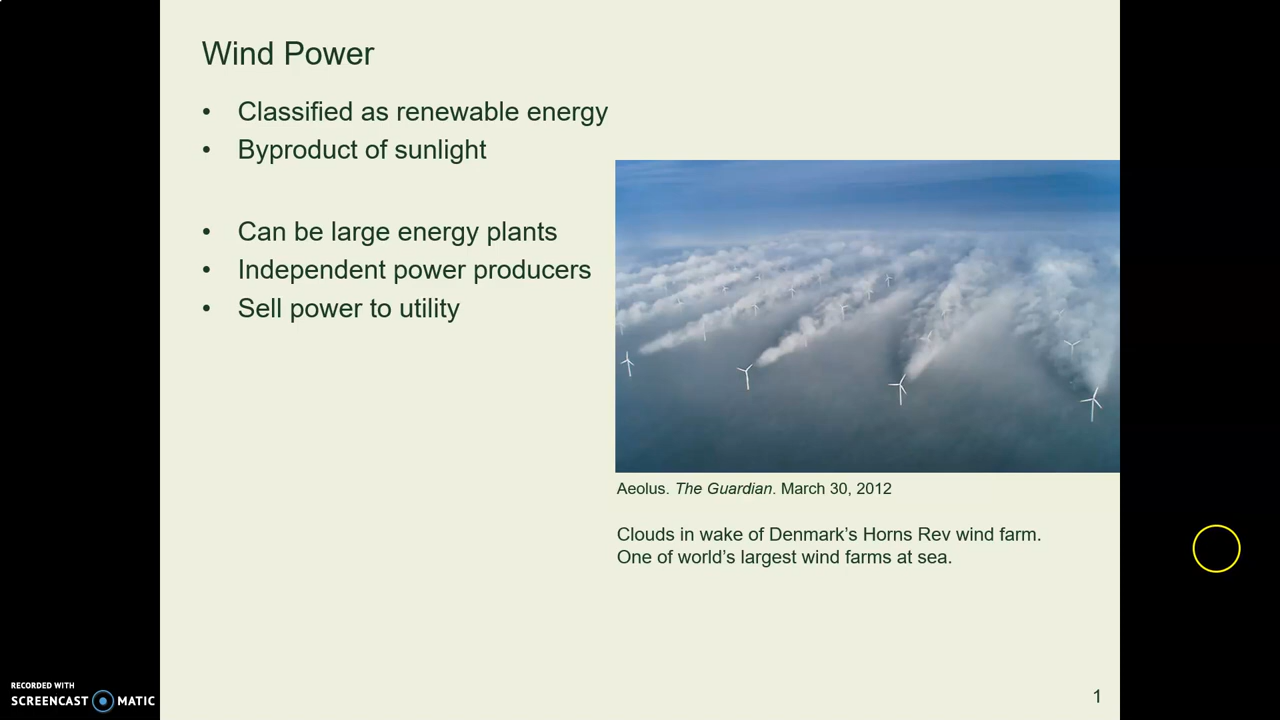 Wind Power
• Classified as renewable energy
• Byproduct of sunlight
• Can be large energy plants
• Independent power producers
• Sell power to utility
Aeolus. The Guardian. March 30, 2012
Clouds in wake of Denmark’s Horns Rev wind farm.
One of world’s largest wind farms at sea.
1
RECORDED WITH
SCREENCAST MATIC